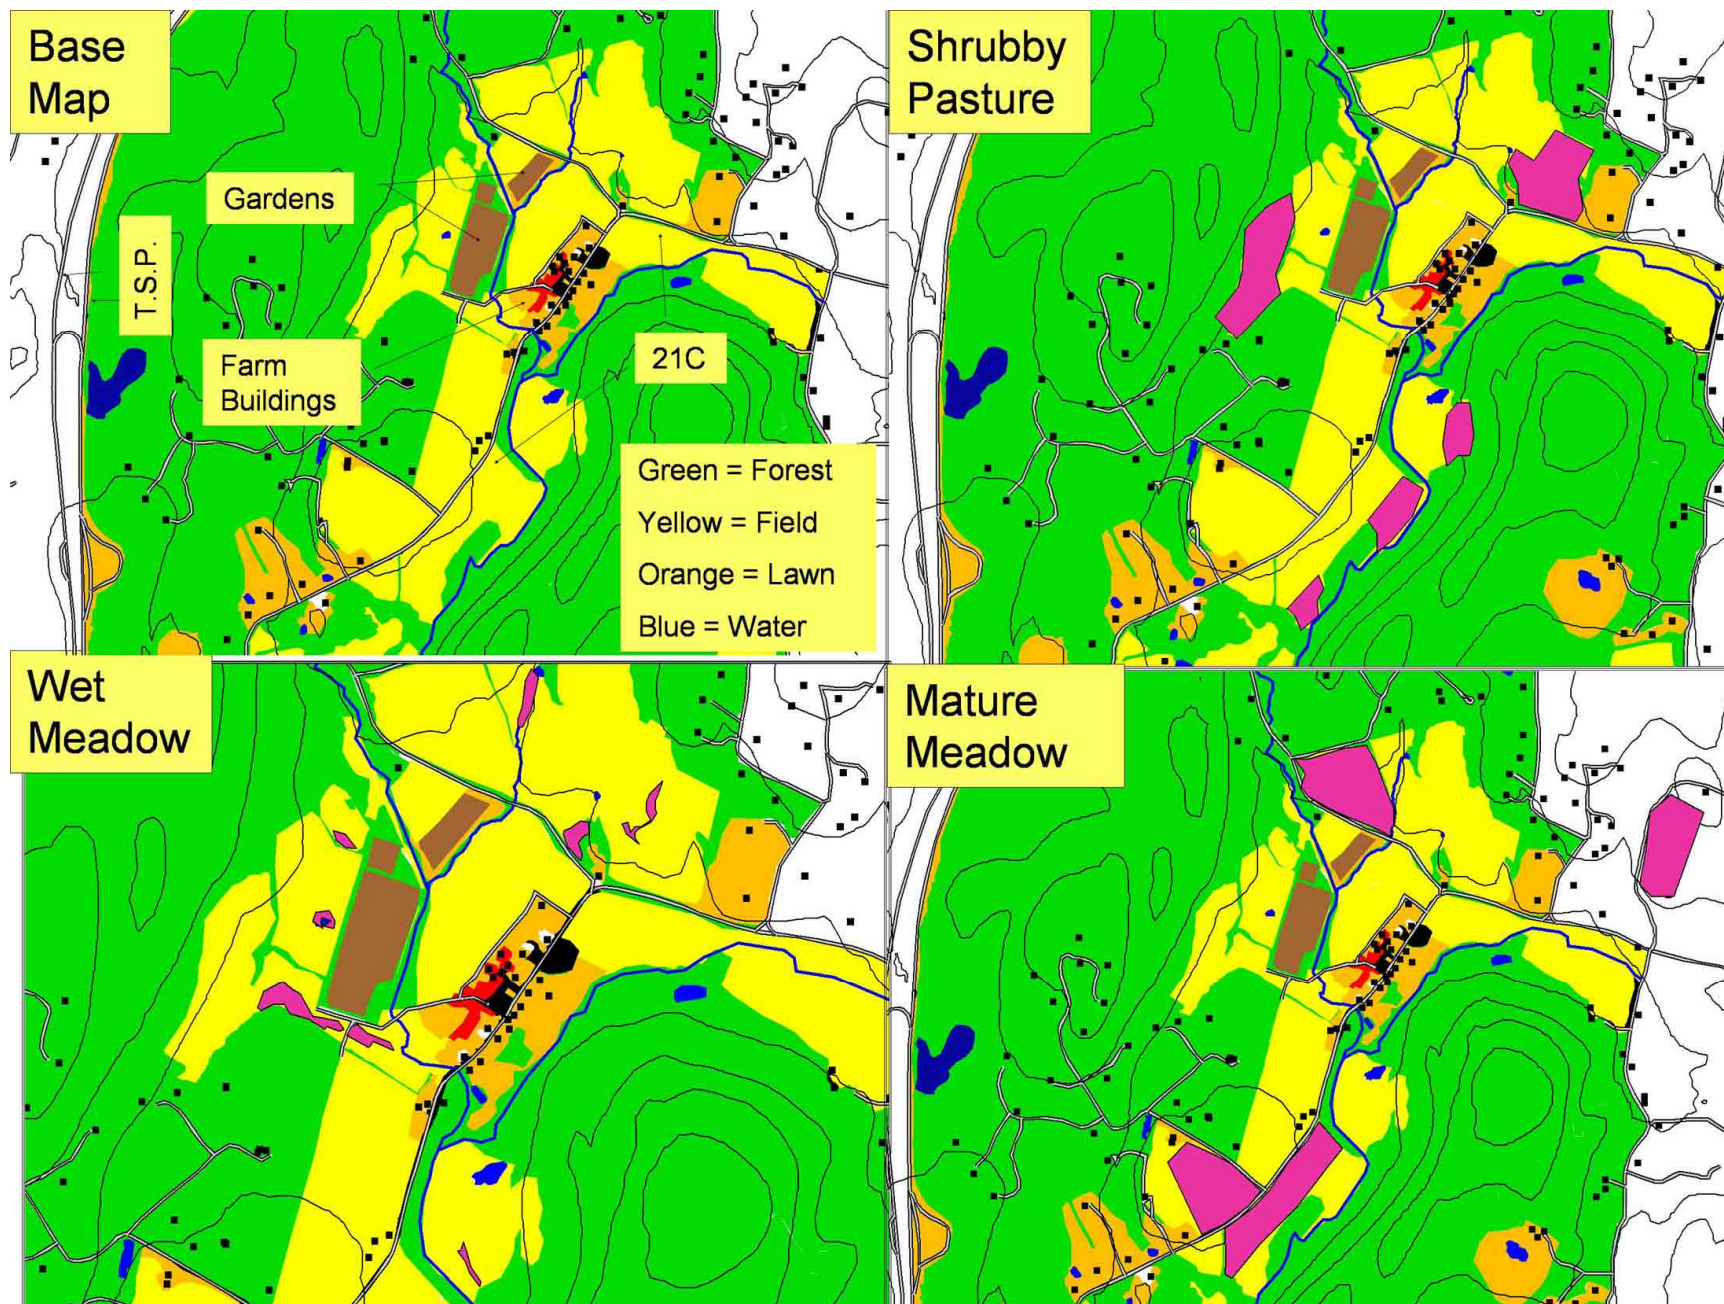 Base
Map
Shrubby
Pasture
Gardens
T.S.P.
Farm
Buildings
21C
Green = Forest
Yellow = Field
Orange = Lawn
Blue = Water
Wet
Meadow
Mature
Meadow